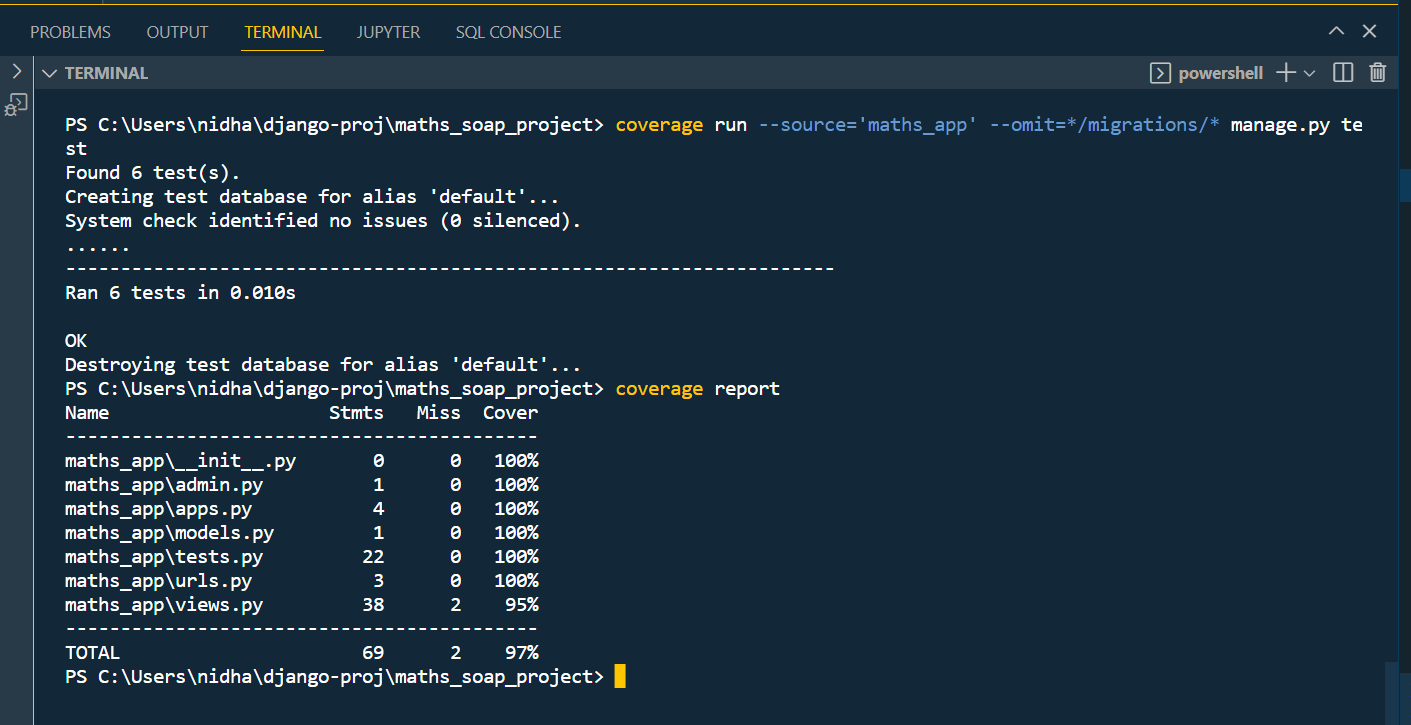 PROBLEMS OUTPUT TERMINAL JUPYTER SQL CONSOLE
TERMINAL powershell
PS C:\Users\nidha\django-proj\maths_soap_project> coverage run --source='maths_app' --omit=*/migrations/* manage.py te
st
Found 6 test(s).
Creating test database for alias 'default'...
System check identified no issues (0 silenced).
......
----------------------------------------------------------------------
Ran 6 tests in 0.010s
OK
Destroying test database for alias 'default'...
PS C:\Users\nidha\django-proj\maths_soap_project> coverage report
Name                    Stmts   Miss  Cover
-------------------------------------------
maths_app\__init__.py       0      0   100%
maths_app\admin.py          1      0   100%
maths_app\apps.py           4      0   100%
maths_app\models.py         1      0   100%
maths_app\tests.py         22      0   100%
maths_app\urls.py           3      0   100%
maths_app\views.py         38      2    95%
-------------------------------------------
TOTAL                      69      2    97%
PS C:\Users\nidha\django-proj\maths_soap_project>